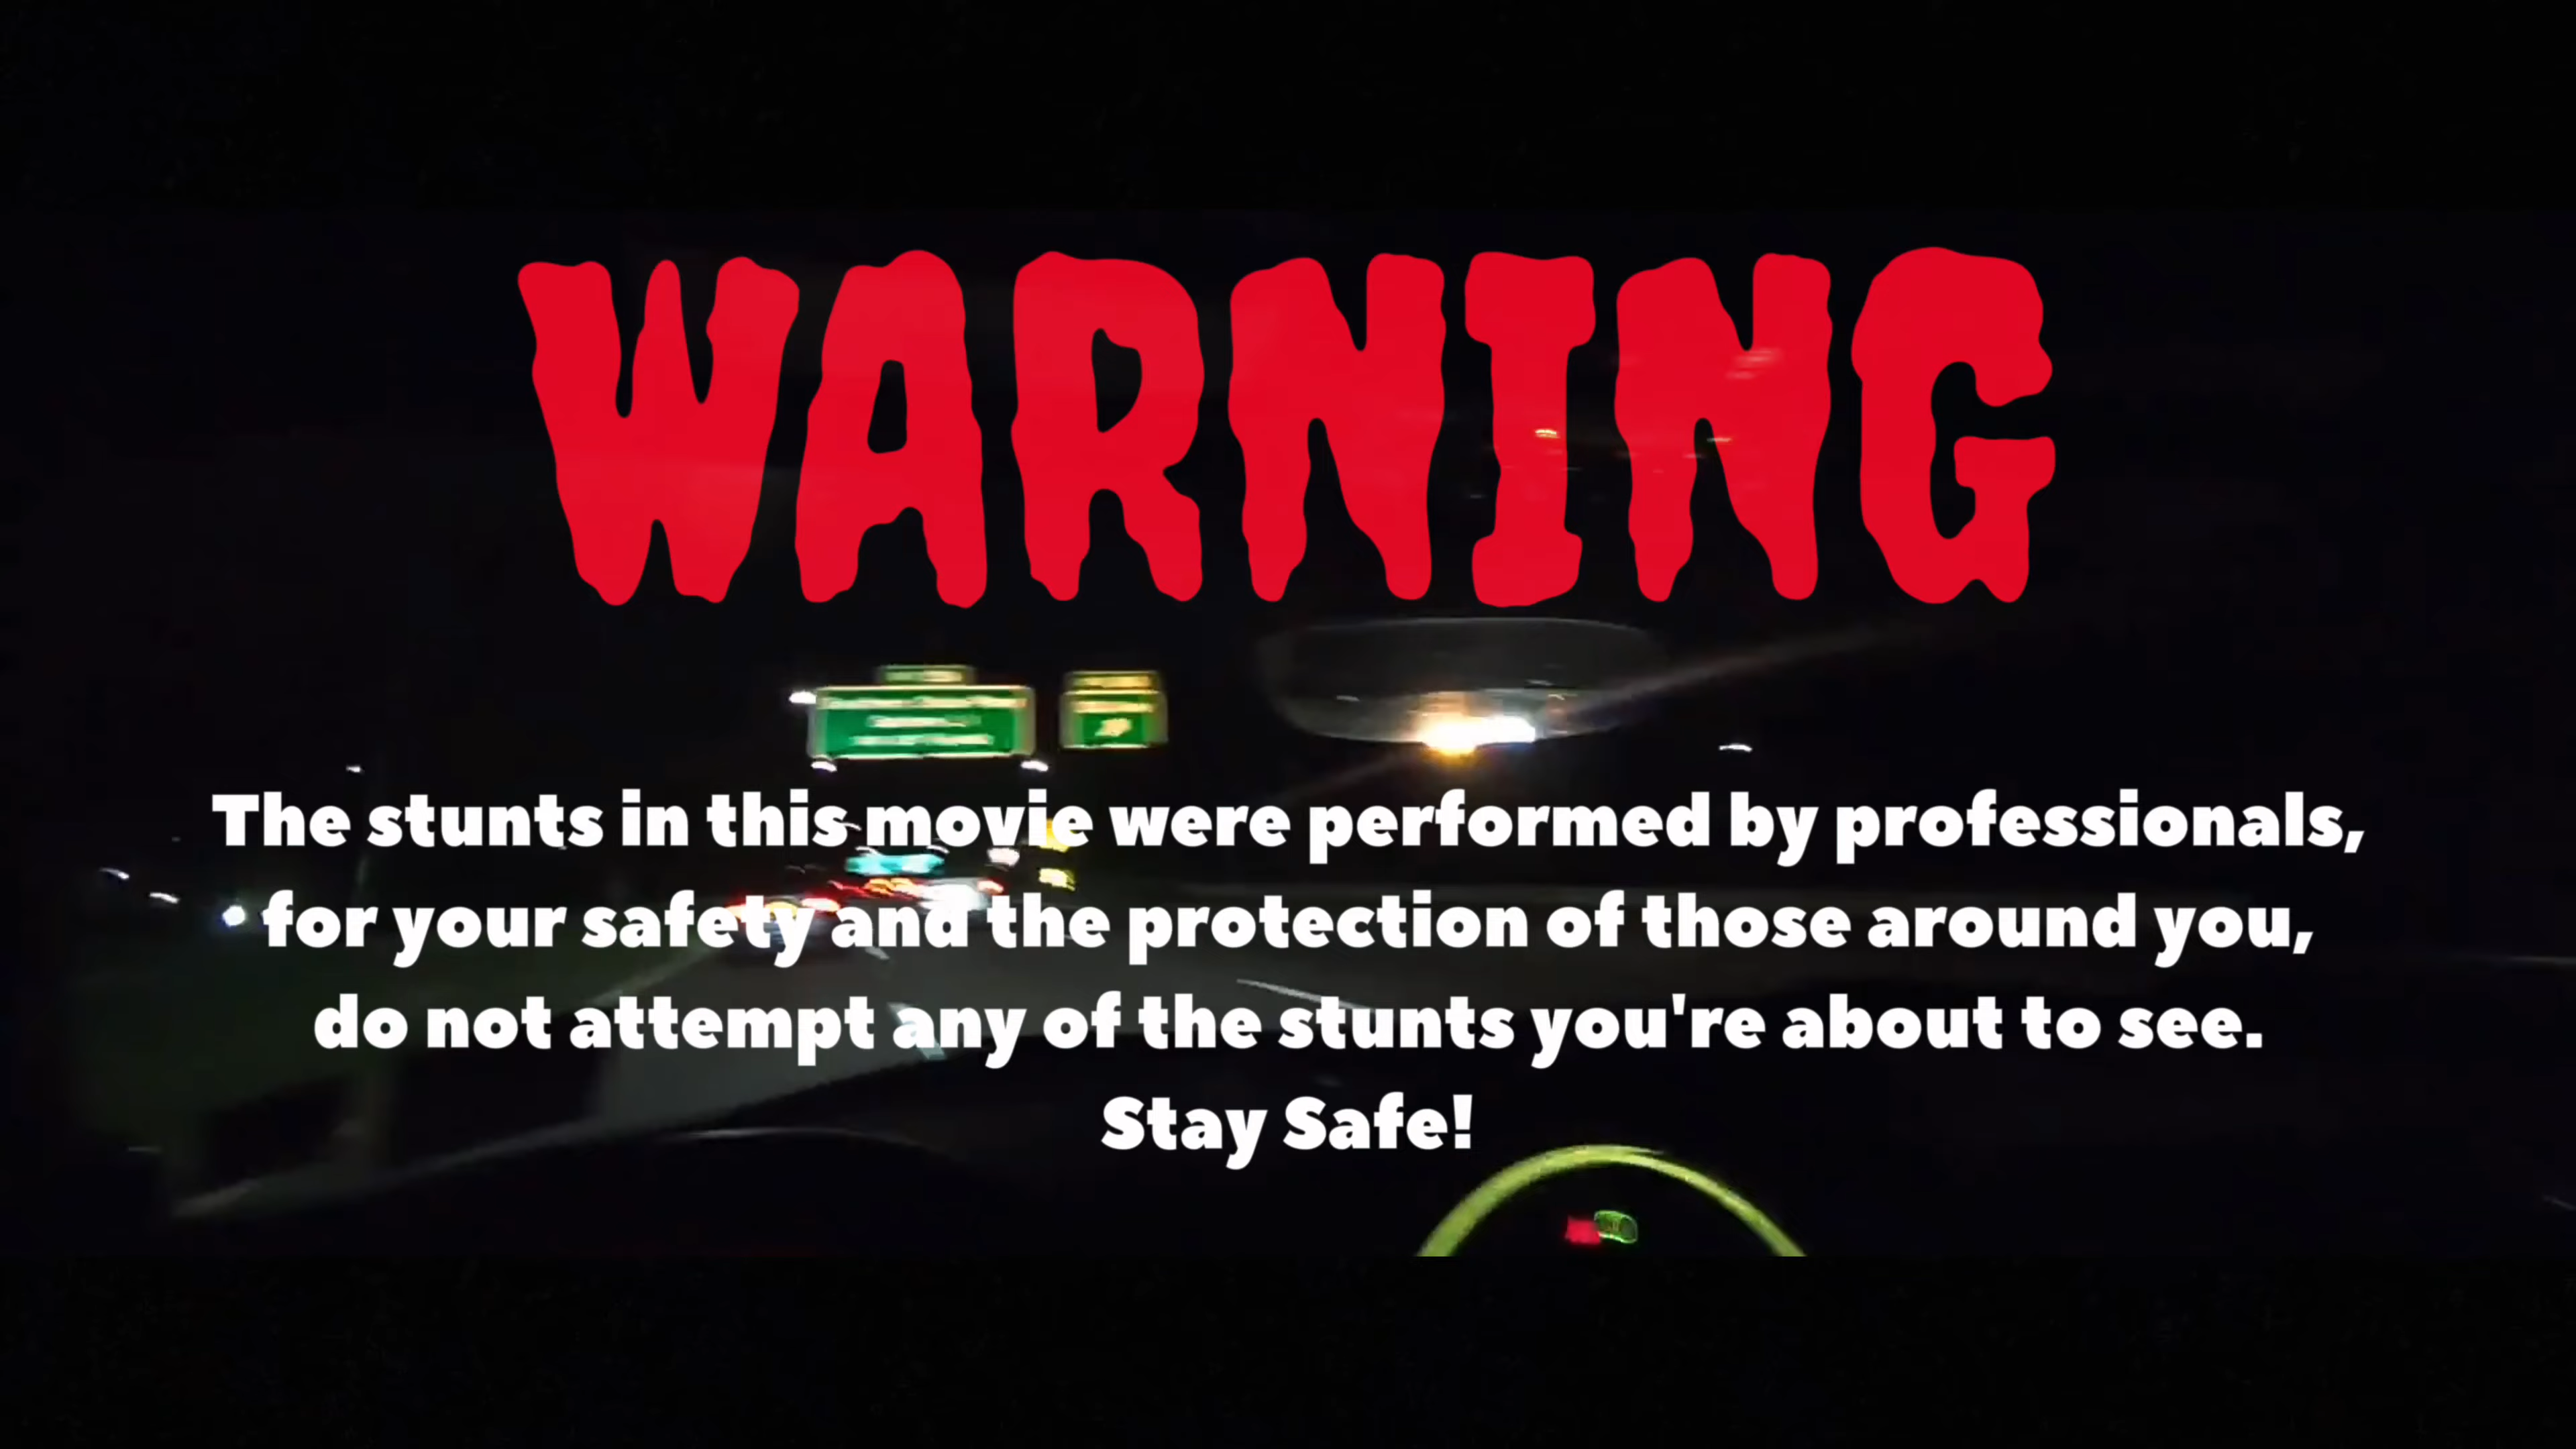 WARNING
The stunts in this movie were performed by professionals,
for your safety and the protection of those around you,
do not attempt any of the stunts you're about to see.
Stay Safe!